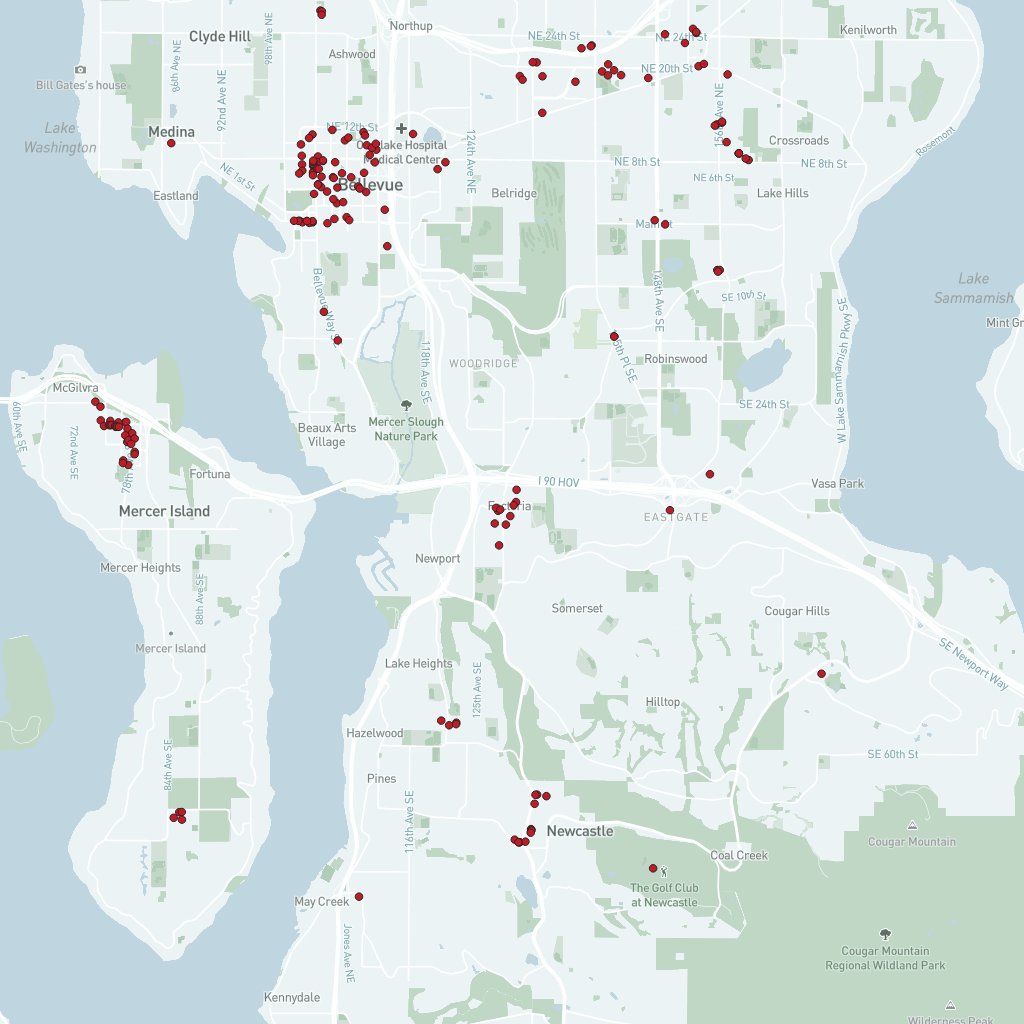 Northup
Clyde Hill
98th Ave NE
NE 24th St
NE 24th St
Kenilworth
Ashwood
86th Ave NE
NE 20th St
Bill Gates's house
92nd Ave NE
156th Ave NE
Lake
Washington
Medina
NE 12th St
Overlake Hospital
Medical Center
124th Ave NE
Crossroads
Rosemont
NE 8th St
NE 8th St
NE 1st St
Bellevue
NE 6th St
Eastland
Belridge
Lake Hills
Main St
Lake
Sammamish
Bellevue Way SE
148th Ave SE
SE 10th St
W Lake Sammamish Pkwy SE
118th Ave SE
WOODRIDGE
Robinswood
McGilvra
60th Ave SE
72nd Ave SE
SE 24th St
Mercer Slough
Nature Park
Beaux Arts
Village
78th
Fortuna
I 90 HOV
Vasa Park
Mercer Island
Factoria
EASTGATE
Mercer Heights
Newport
88th Ave SE
Somerset
Cougar Hills
Mercer Island
Lake Heights
SE Newport Way
125th Ave SE
Hilltop
Hazelwood
84th Ave SE
SE 60th St
Pines
116th Ave SE
Newcastle
Cougar Mountain
Coal Creek
The Golf Club
at Newcastle
May Creek
Jones Ave NE
Cougar Mountain
Regional Wildland Park
Kennydale
Wilderness Peak